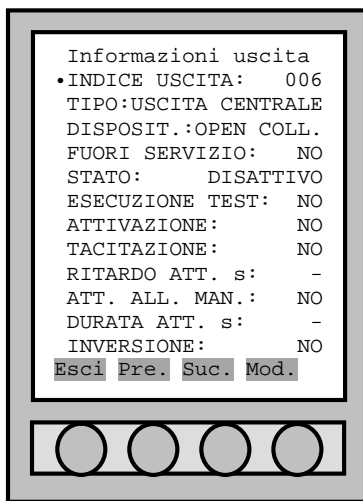 Informazioni uscita
•INDICE USCITA: 006
TIPO:USCITA CENTRALE
DISPOSIT.:OPEN COLL.
FUORI SERVIZIO: NO
STATO: DISATTIVO
ESECUZIONE TEST: NO
ATTIVAZIONE: NO
TACITAZIONE: NO
RITARDO ATT. s: -
ATT. ALL. MAN.: NO
DURATA ATT. s: -
INVERSIONE: NO
Esci Pre. Suc. Mod.